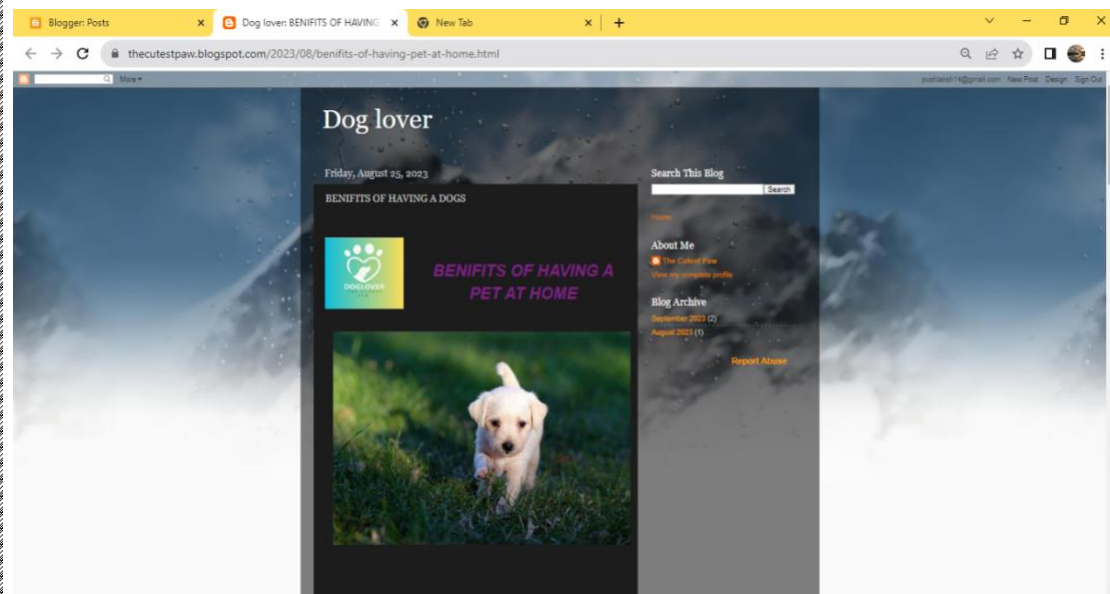 Blogger: Posts
Dog lover: BENIFITS OF HAVING
New Tab
thecutestpaw.blogspot.com/2023/08/benifits-of-having-pet-at-home.html
More
New Post Design Sign Out
Dog lover
Friday, August 25, 2023
BENIFITS OF HAVING A DOGS
DOGLOVER
BENIFITS OF HAVING A
PET AT HOME
Search This Blog
Search
Home
About Me
The Cutest Paw
View my complete profile
Blog Archive
September 2023 (2)
August 2023 (1)
Report Abuse